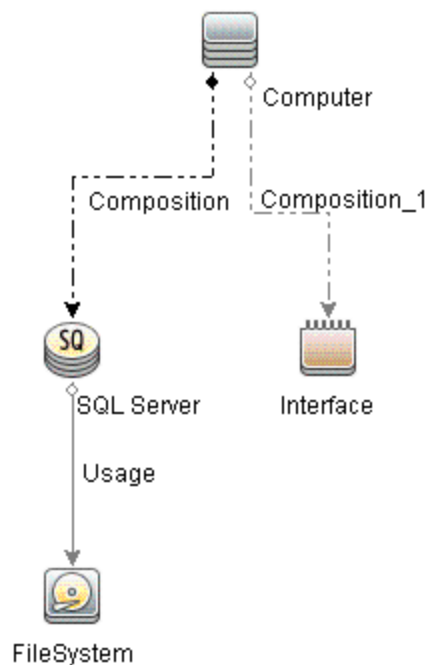 Computer
Composition
Composition_1
SQ
SQL Server
Interface
Usage
FileSystem